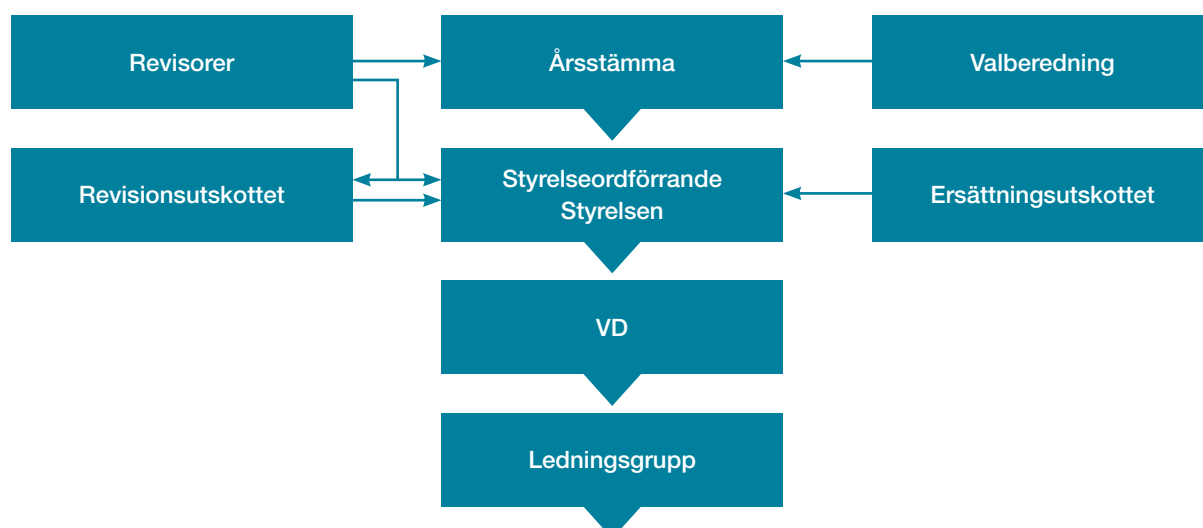 Revisorer
Årsstämma
Valberedning
Revisionsutskottet
Styrelseordförrande
Styrelsen
Ersättningsutskottet
VD
Ledningsgrupp